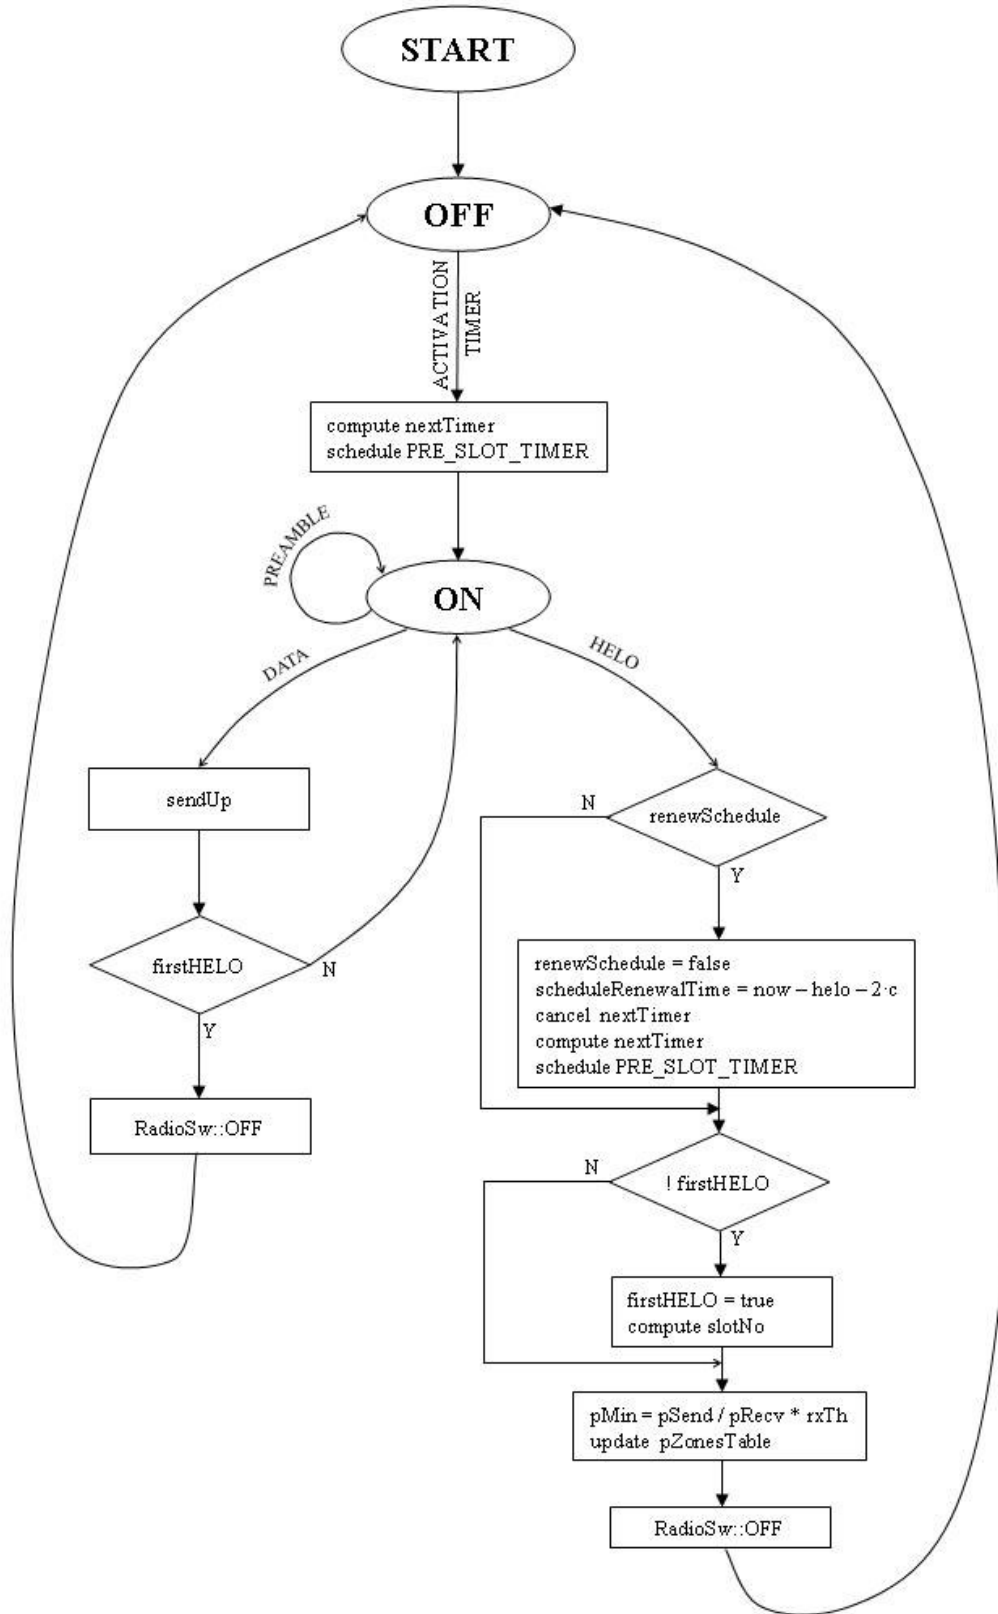 START
OFF
ACTIVATION
TIMER
compute nextTimer
schedule PRE_SLOT_TIMER
PREAMBLE
ON
DATA
HELO
sendUp
N
renewSchedule
Y
firstHELO
N
Y
renewSchedule = false
scheduleRenewalTime = now – helo – 2·c
cancel nextTimer
compute nextTimer
schedule PRE_SLOT_TIMER
RadioSw::OFF
N
! firstHELO
Y
firstHELO = true
compute slotNo
pMin = pSend / pRecv * rxTh
update pZonesTable
RadioSw::OFF